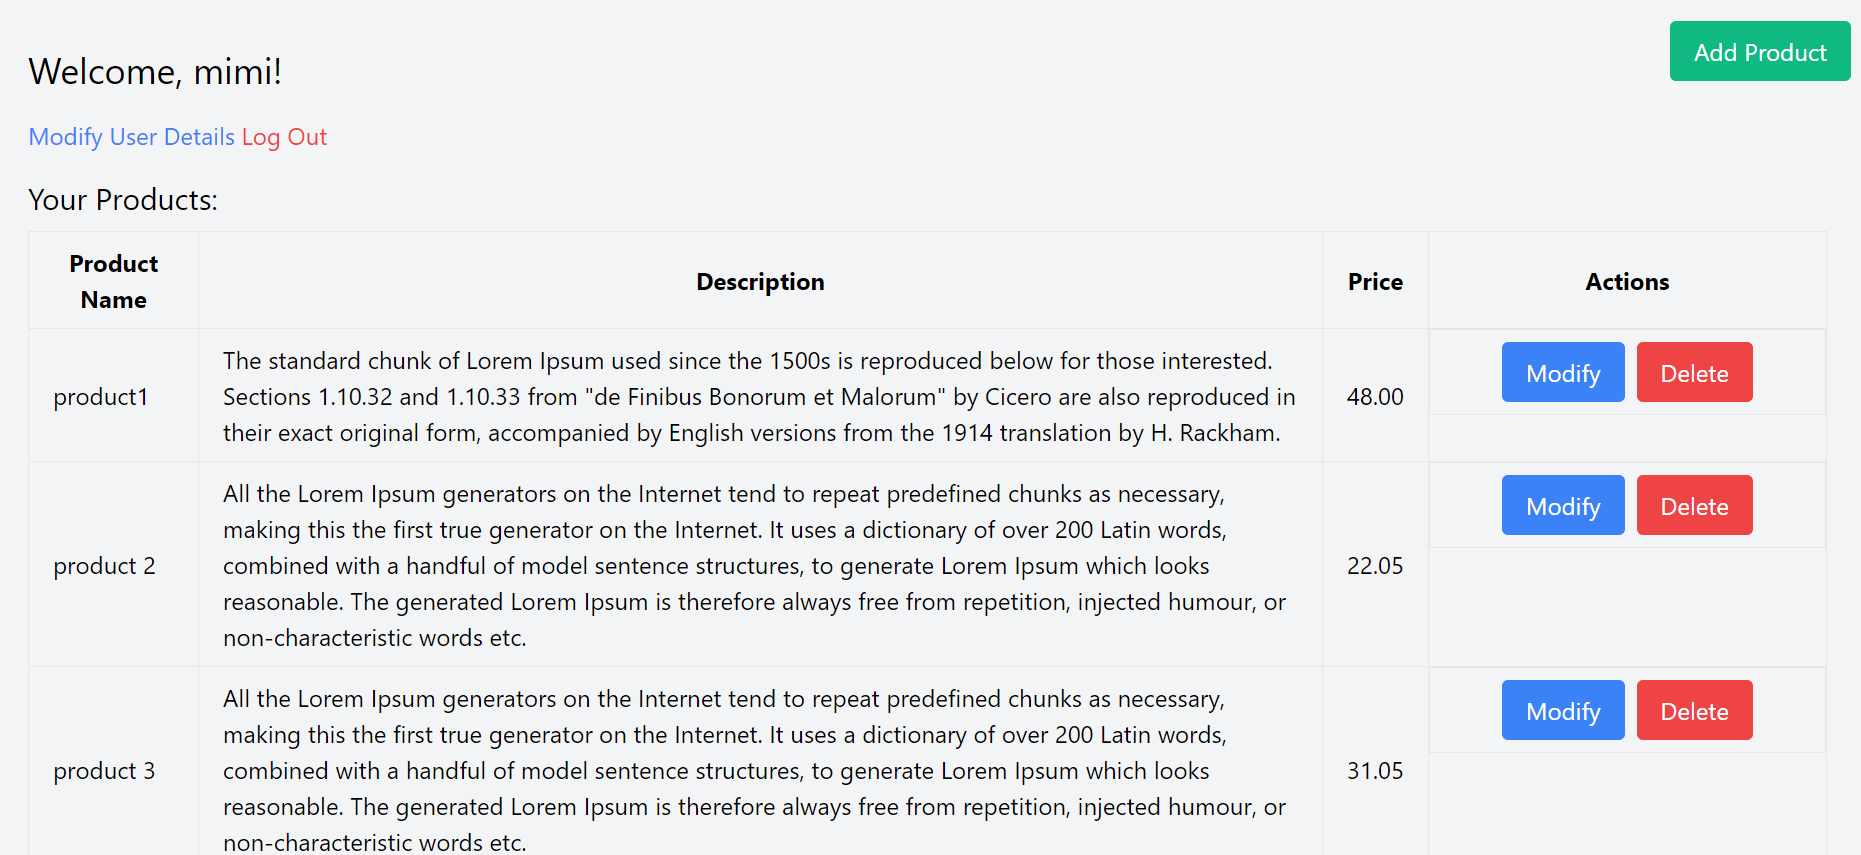 Add Product
Welcome, mimi!
Modify User Details Log Out
Your Products:
Product
Name
Description
Price
Actions
product1
The standard chunk of Lorem Ipsum used since the 1500s is reproduced below for those interested.
Sections 1.10.32 and 1.10.33 from "de Finibus Bonorum et Malorum" by Cicero are also reproduced in
their exact original form, accompanied by English versions from the 1914 translation by H. Rackham.
48.00
Modify
Delete
product 2
All the Lorem Ipsum generators on the Internet tend to repeat predefined chunks as necessary,
making this the first true generator on the Internet. It uses a dictionary of over 200 Latin words,
combined with a handful of model sentence structures, to generate Lorem Ipsum which looks
reasonable. The generated Lorem Ipsum is therefore always free from repetition, injected humour, or
non-characteristic words etc.
22.05
Modify
Delete
product 3
All the Lorem Ipsum generators on the Internet tend to repeat predefined chunks as necessary,
making this the first true generator on the Internet. It uses a dictionary of over 200 Latin words,
combined with a handful of model sentence structures, to generate Lorem Ipsum which looks
reasonable. The generated Lorem Ipsum is therefore always free from repetition, injected humour, or
non-characteristic words etc.
31.05
Modify
Delete